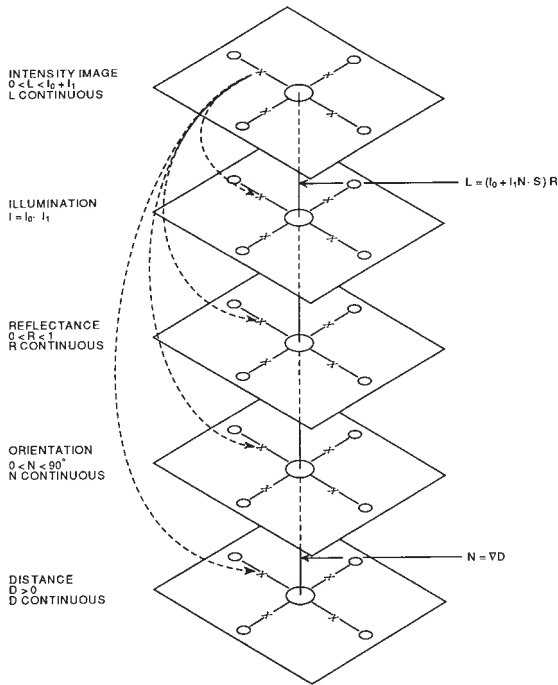 INTENSITY IMAGE
0 < L < I₀ + I₁
L CONTINUOUS
L = (I₀ + I₁N · S) R
ILLUMINATION
I = I₀ · I₁
REFLECTANCE
0 < R < 1
R CONTINUOUS
ORIENTATION
0 < N < 90°
N CONTINUOUS
N = ∇D
DISTANCE
D > 0
D CONTINUOUS